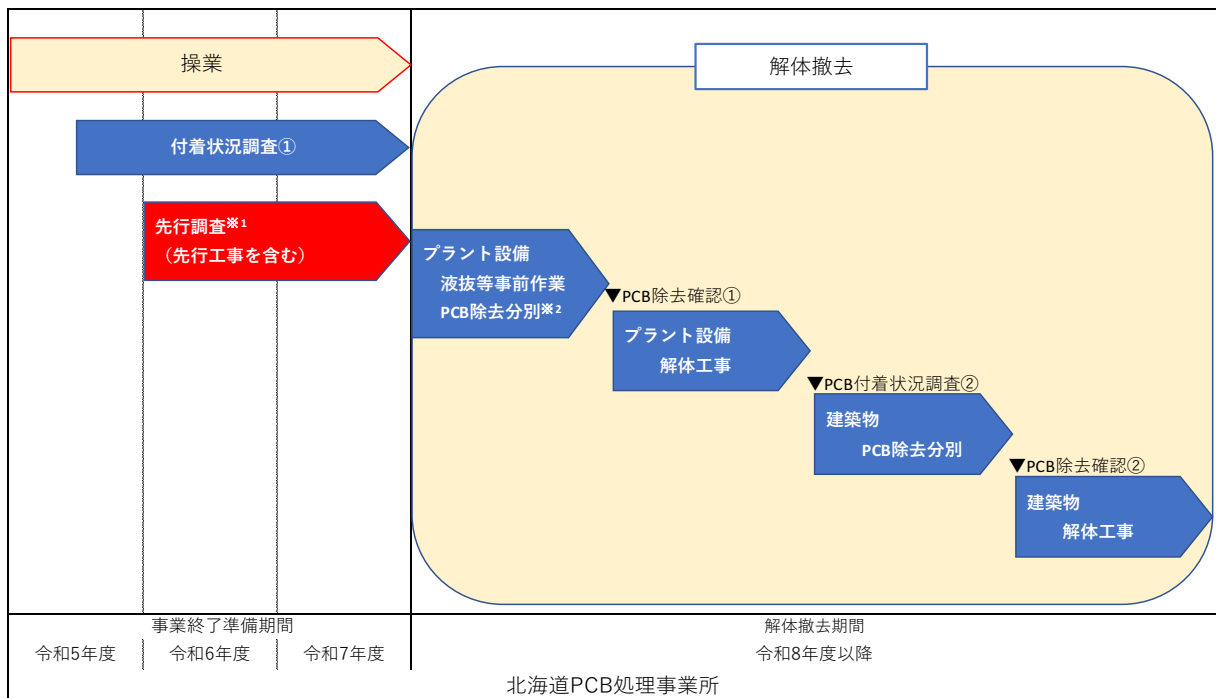 操業
解体撤去
付着状況調査①
先行調査※1
（先行工事を含む）
プラント設備
液抜等事前作業
PCB除去分別※2
▼PCB除去確認①
プラント設備
解体工事
▼PCB付着状況調査②
建築物
PCB除去分別
▼PCB除去確認②
建築物
解体工事
事業終了準備期間
解体撤去期間
令和5年度
令和6年度
令和7年度
令和8年度以降
北海道PCB処理事業所